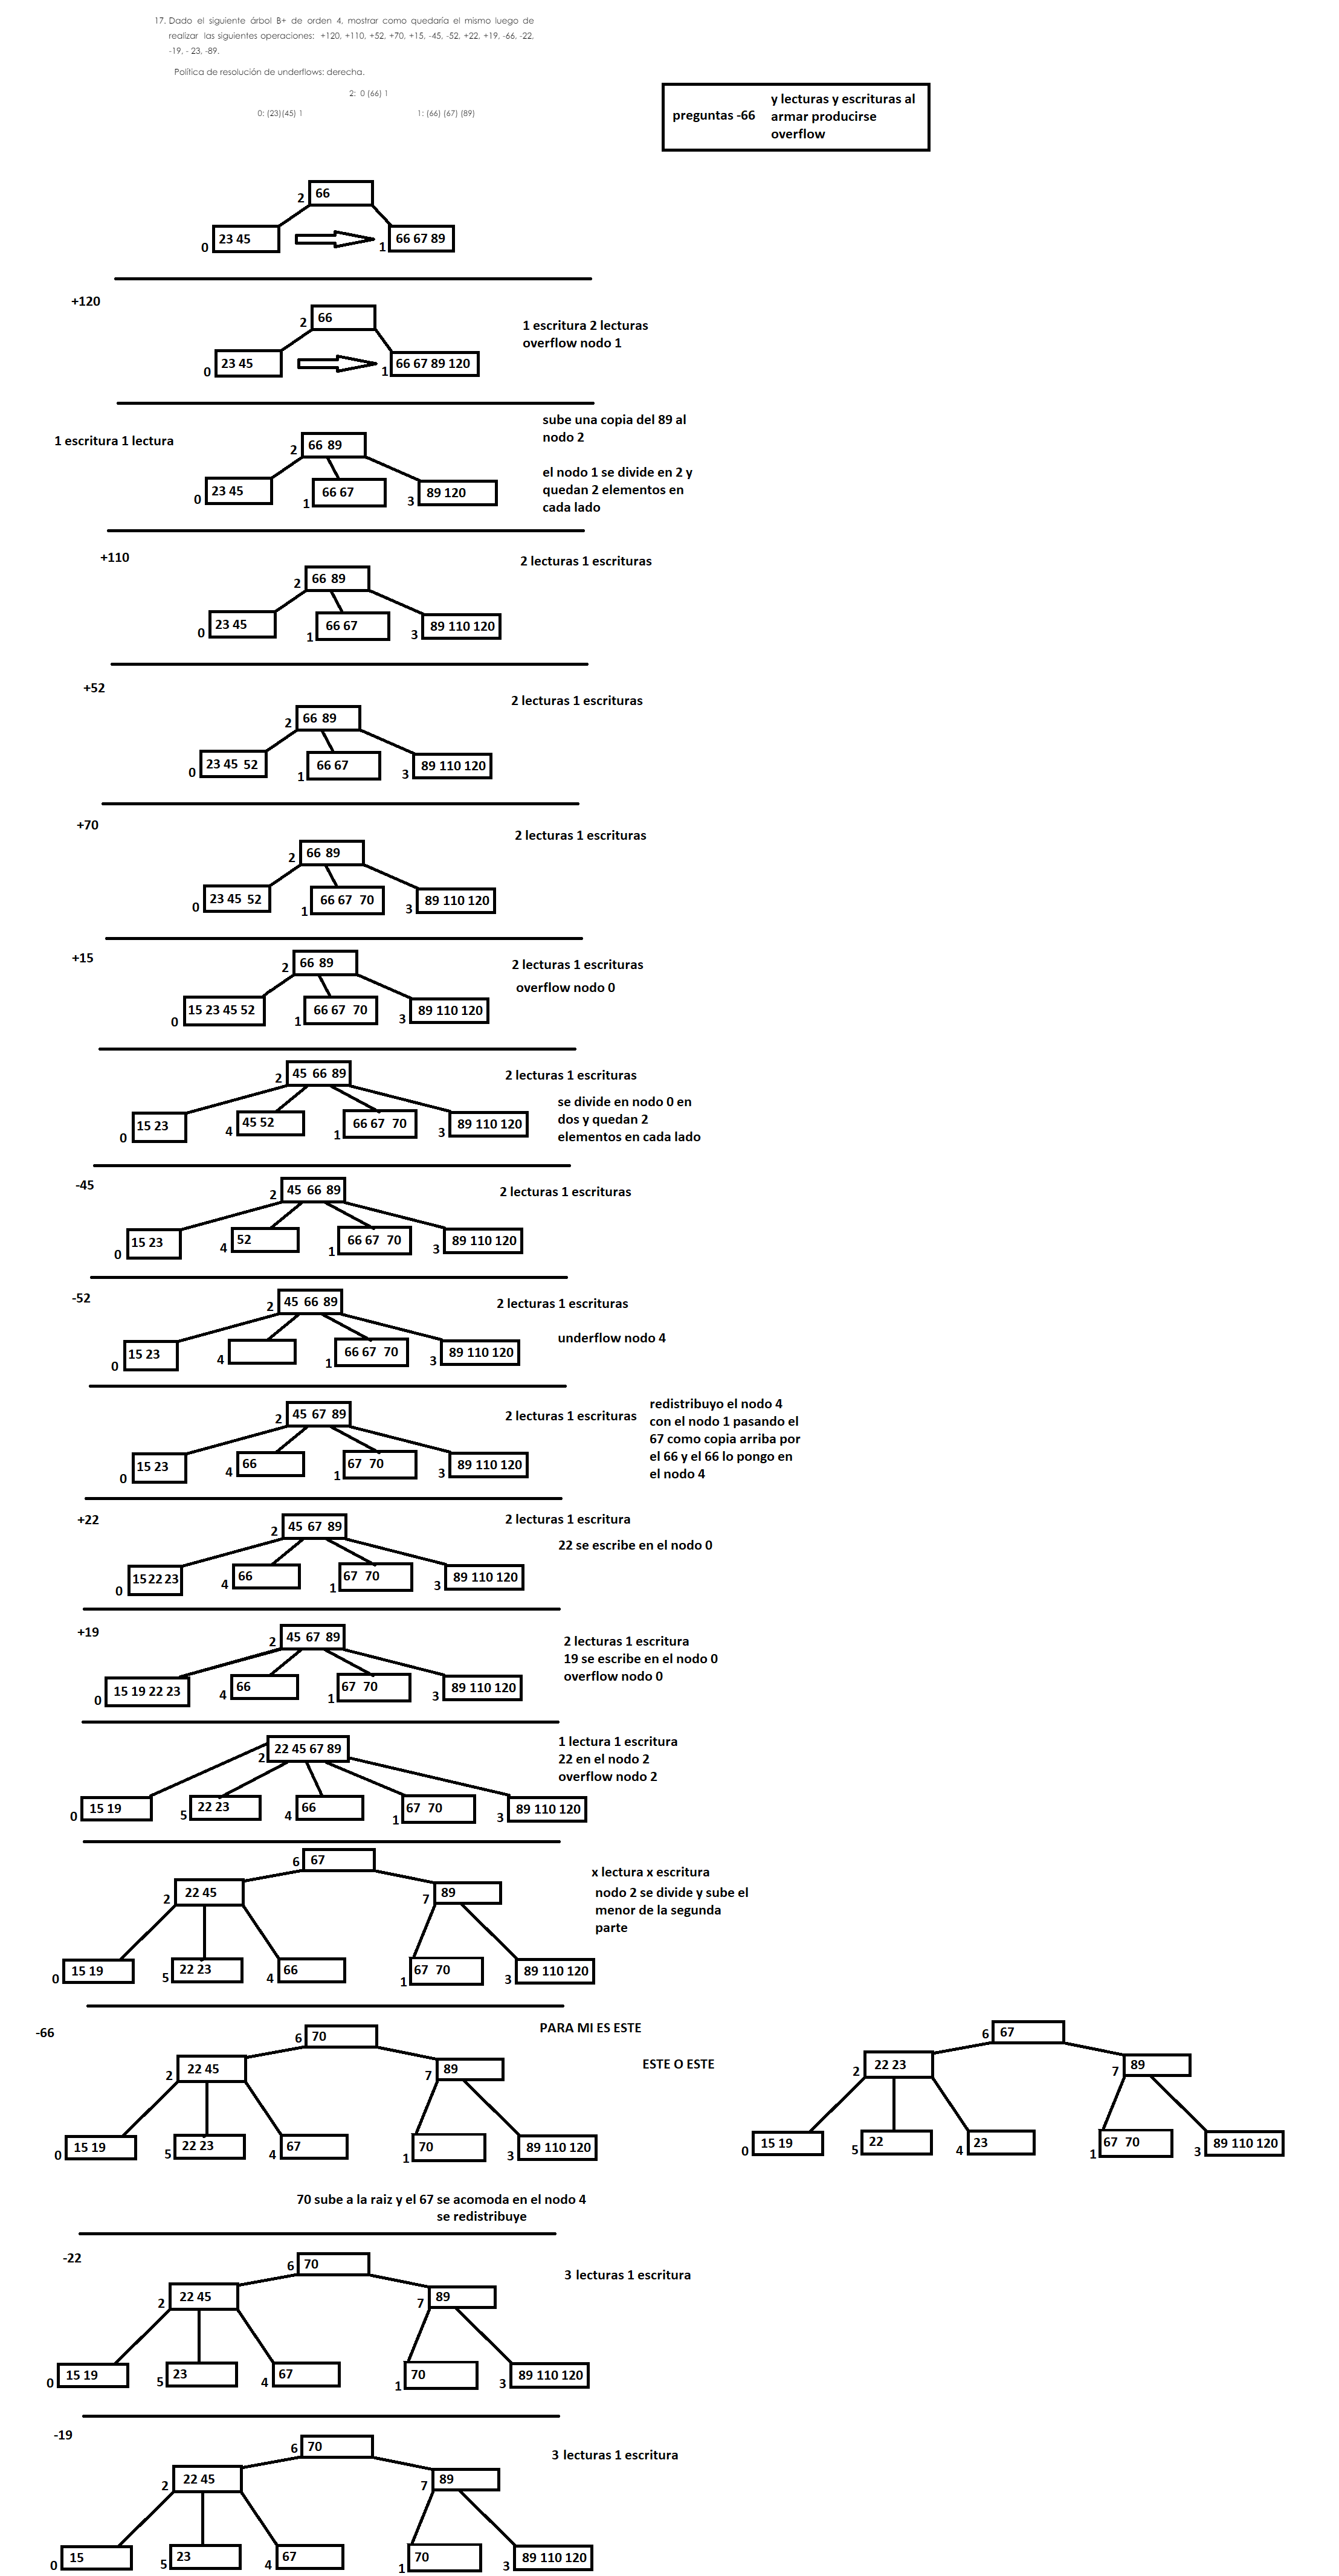 17. Dado el siguiente árbol B+ de orden 4, mostrar como quedaría el mismo luego de
realizar las siguientes operaciones: +120, +110, +52, +70, +15, -45, -52, +22, +19, -66, -22,
-19, - 23, -89.
Política de resolución de underflows: derecha.
2: 0 (66) 1
0: (23)(45) 1
1: (66) (67) (89)
preguntas -66
y lecturas y escrituras al
armar producirse
overflow
2
66
0
23 45
1
66 67 89
+120
2
66
0
23 45
1
66 67 89 120
1 escritura 2 lecturas
overflow nodo 1
1 escritura 1 lectura
2
66 89
0
23 45
1
66 67
3
89 120
sube una copia del 89 al
nodo 2
el nodo 1 se divide en 2 y
quedan 2 elementos en
cada lado
+110
2 lecturas 1 escrituras
2
66 89
0
23 45
1
66 67
3
89 110 120
+52
2 lecturas 1 escrituras
2
66 89
0
23 45 52
1
66 67
3
89 110 120
+70
2 lecturas 1 escrituras
2
66 89
0
23 45 52
1
66 67 70
3
89 110 120
+15
2 lecturas 1 escrituras
overflow nodo 0
2
66 89
0
15 23 45 52
1
66 67 70
3
89 110 120
2 lecturas 1 escrituras
se divide en nodo 0 en
dos y quedan 2
elementos en cada lado
2
45 66 89
0
15 23
4
45 52
1
66 67 70
3
89 110 120
-45
2 lecturas 1 escrituras
2
45 66 89
0
15 23
4
52
1
66 67 70
3
89 110 120
-52
2 lecturas 1 escrituras
underflow nodo 4
2
45 66 89
0
15 23
4
1
66 67 70
3
89 110 120
2 lecturas 1 escrituras
redistribuyo el nodo 4
con el nodo 1 pasando el
67 como copia arriba por
el 66 y el 66 lo pongo en
el nodo 4
2
45 67 89
0
15 23
4
66
1
67 70
3
89 110 120
+22
2 lecturas 1 escritura
22 se escribe en el nodo 0
2
45 67 89
0
15 22 23
4
66
1
67 70
3
89 110 120
+19
2 lecturas 1 escritura
19 se escribe en el nodo 0
overflow nodo 0
2
45 67 89
0
15 19 22 23
4
66
1
67 70
3
89 110 120
1 lectura 1 escritura
22 en el nodo 2
overflow nodo 2
2
22 45 67 89
0
15 19
5
22 23
4
66
1
67 70
3
89 110 120
x lectura x escritura
nodo 2 se divide y sube el
menor de la segunda
parte
6
67
2
22 45
7
89
0
15 19
5
22 23
4
66
1
67 70
3
89 110 120
-66
PARA MI ES ESTE
ESTE O ESTE
6
70
2
22 45
7
89
0
15 19
5
22 23
4
67
1
70
3
89 110 120
70 sube a la raiz y el 67 se acomoda en el nodo 4
se redistribuye
6
67
2
22 23
7
89
0
15 19
5
22
4
23
1
67 70
3
89 110 120
-22
3 lecturas 1 escritura
6
70
2
22 45
7
89
0
15 19
5
23
4
67
1
70
3
89 110 120
-19
3 lecturas 1 escritura
6
70
2
22 45
7
89
0
15
5
23
4
67
1
70
3
89 110 120